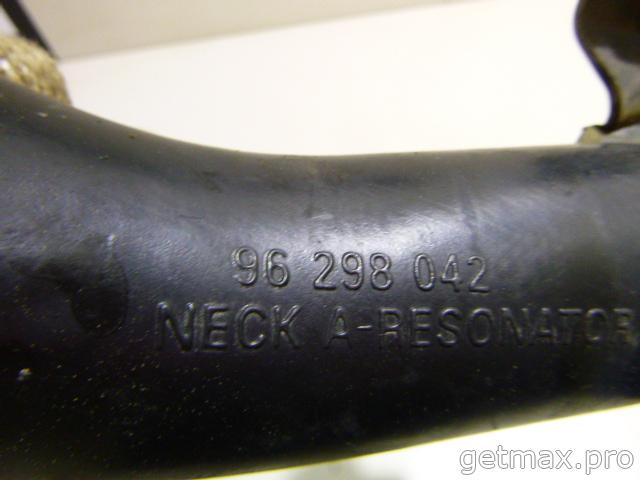 96 298 042
NECK A-RESONATOR
getmax.pro